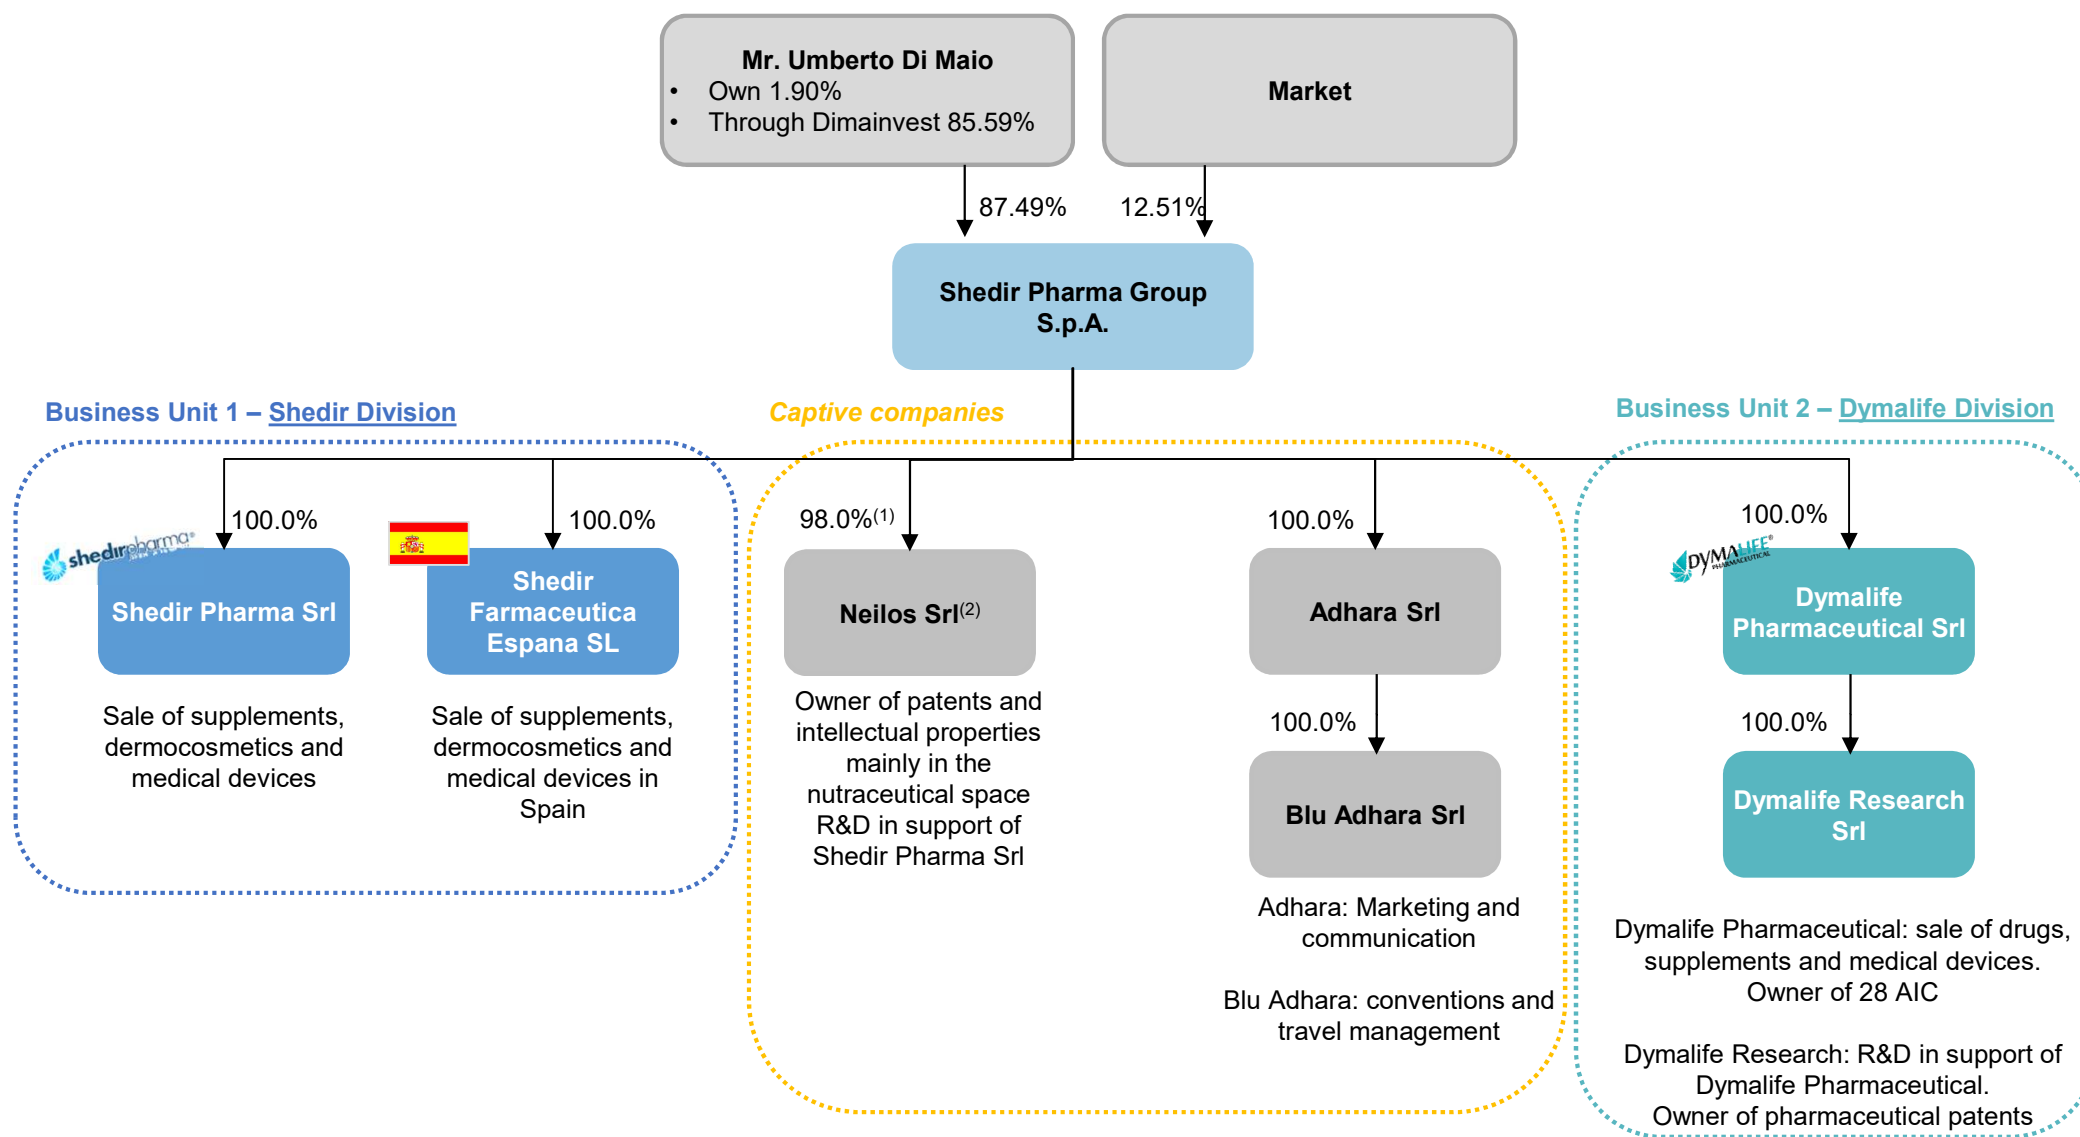 Mr. Umberto Di Maio
• Own 1.90%
• Through Dimainvest 85.59%
Market
87.49%
12.51%
Shedir Pharma Group
S.p.A.
Business Unit 1 – Shedir Division
Captive companies
Business Unit 2 – Dymalife Division
100.0%
100.0%
98.0%(1)
100.0%
100.0%
shedirpharma®
DYMALIFE®
PHARMACEUTICAL
Shedir Pharma Srl
Shedir
Farmaceutica
Espana SL
Neilos Srl(2)
Adhara Srl
Dymalife
Pharmaceutical Srl
Sale of supplements,
dermocosmetics and
medical devices
Sale of supplements,
dermocosmetics and
medical devices in
Spain
Owner of patents and
intellectual properties
mainly in the
nutraceutical space
R&D in support of
Shedir Pharma Srl
100.0%
100.0%
Blu Adhara Srl
Dymalife Research
Srl
Adhara: Marketing and
communication
Blu Adhara: conventions and
travel management
Dymalife Pharmaceutical: sale of drugs,
supplements and medical devices.
Owner of 28 AIC
Dymalife Research: R&D in support of
Dymalife Pharmaceutical.
Owner of pharmaceutical patents